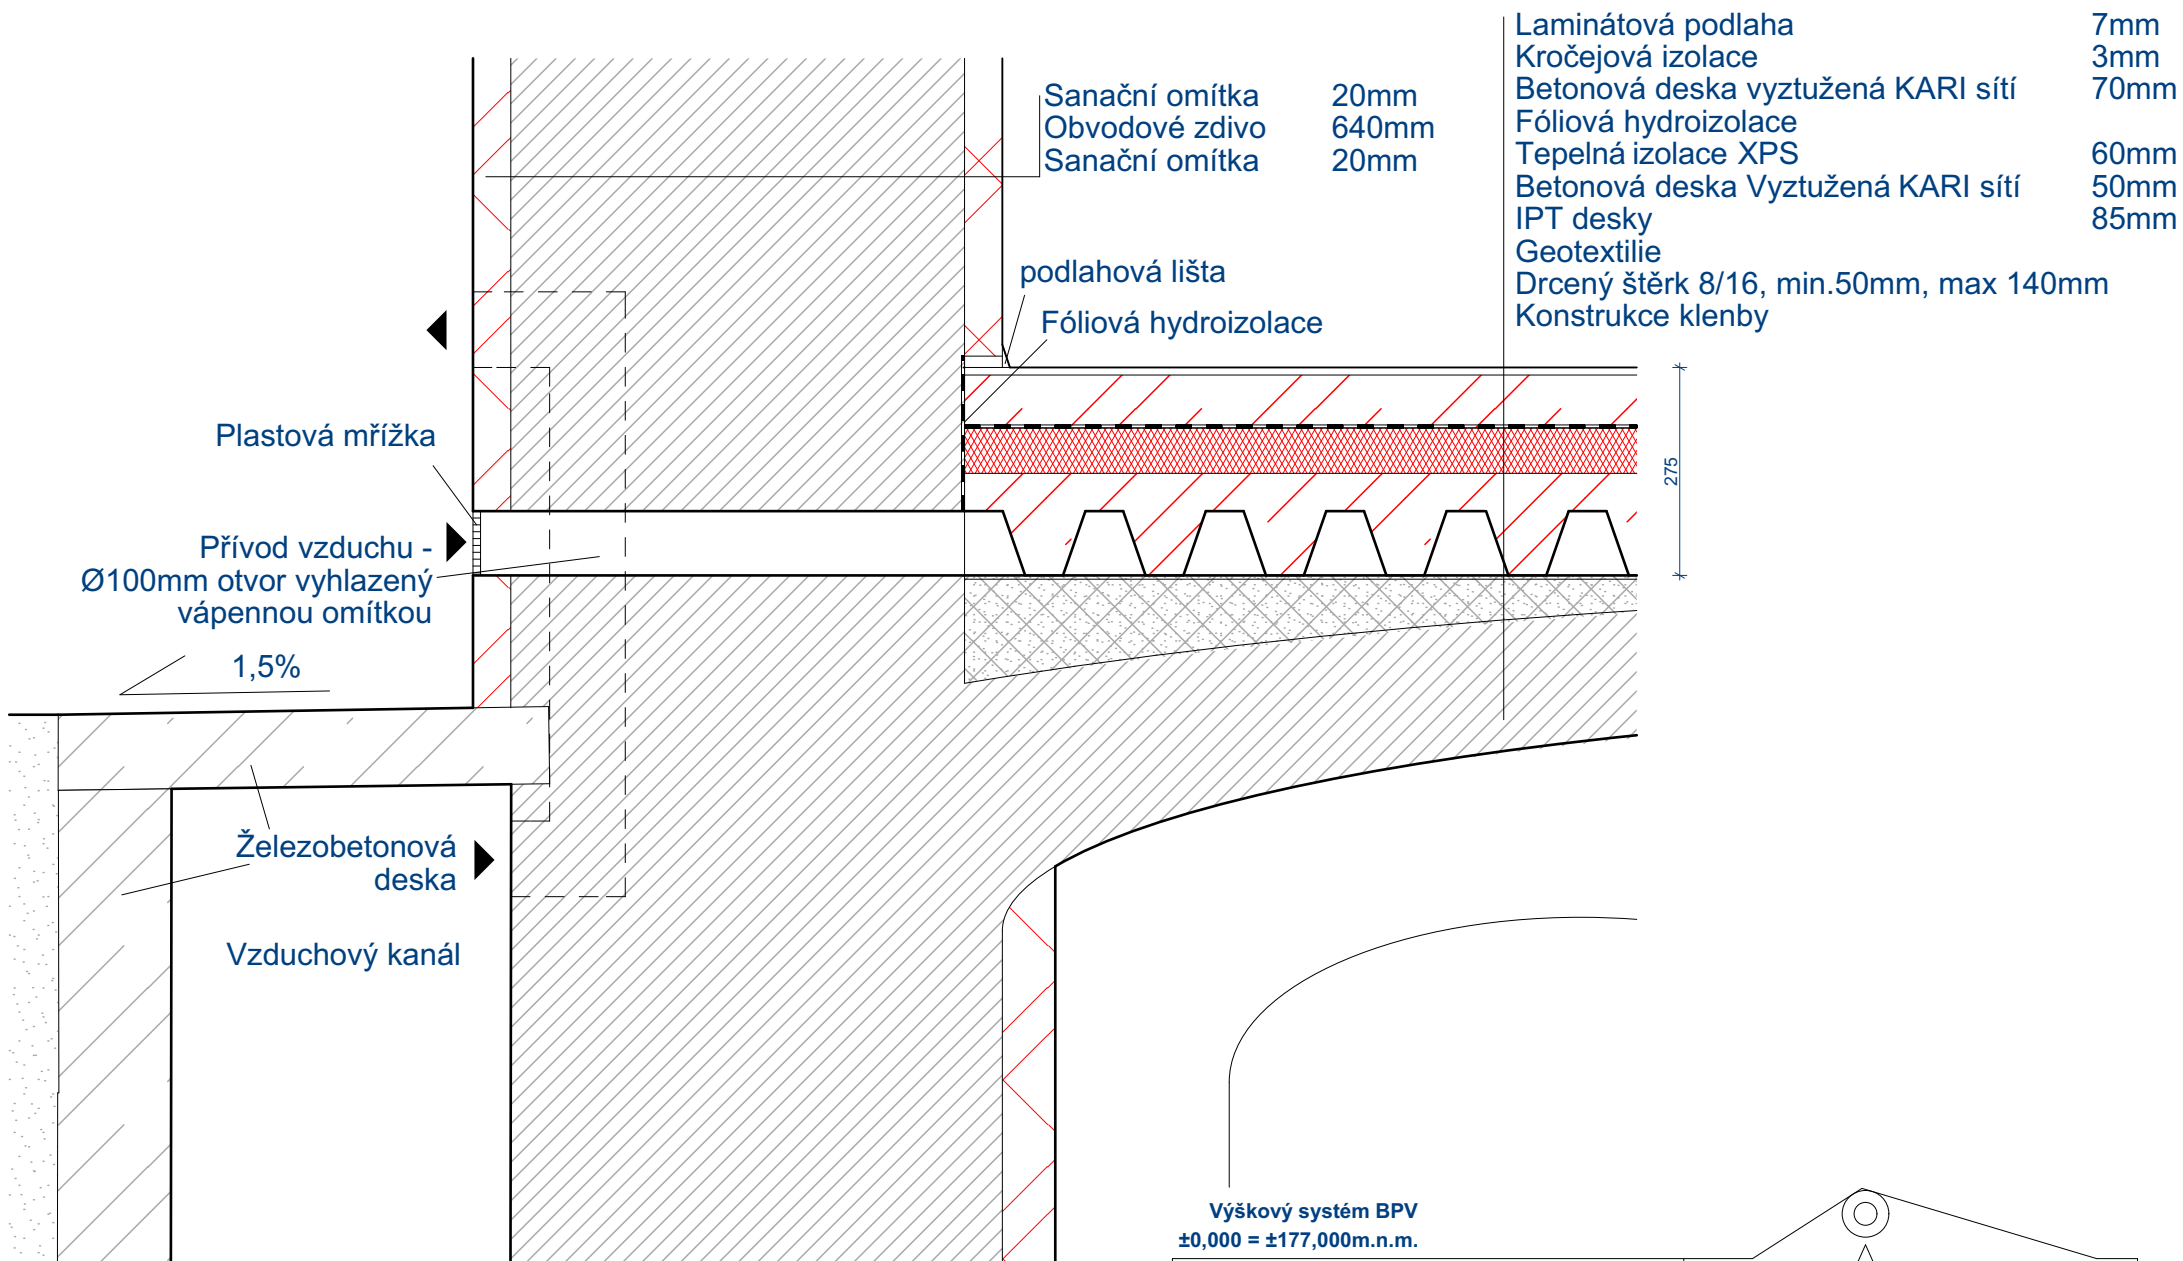 Laminátová podlaha 7mm
Kročejová izolace 3mm
Betonová deska vyztužená KARI sítí 70mm
Fóliová hydroizolace
Tepelná izolace XPS 60mm
Betonová deska Vyztužená KARI sítí 50mm
IPT desky 85mm
Geotextilie
Drcený štěrk 8/16, min.50mm, max 140mm
Konstrukce klenby
Sanační omítka 20mm
Obvodové zdivo 640mm
Sanační omítka 20mm
podlahová lišta
Fóliová hydroizolace
275
Plastová mřížka
Přívod vzduchu -
Ø100mm otvor vyhlazený
vápennou omítkou
1,5%
Železobetonová
deska
Vzduchový kanál
Výškový systém BPV
±0,000 = ±177,000m.n.m.